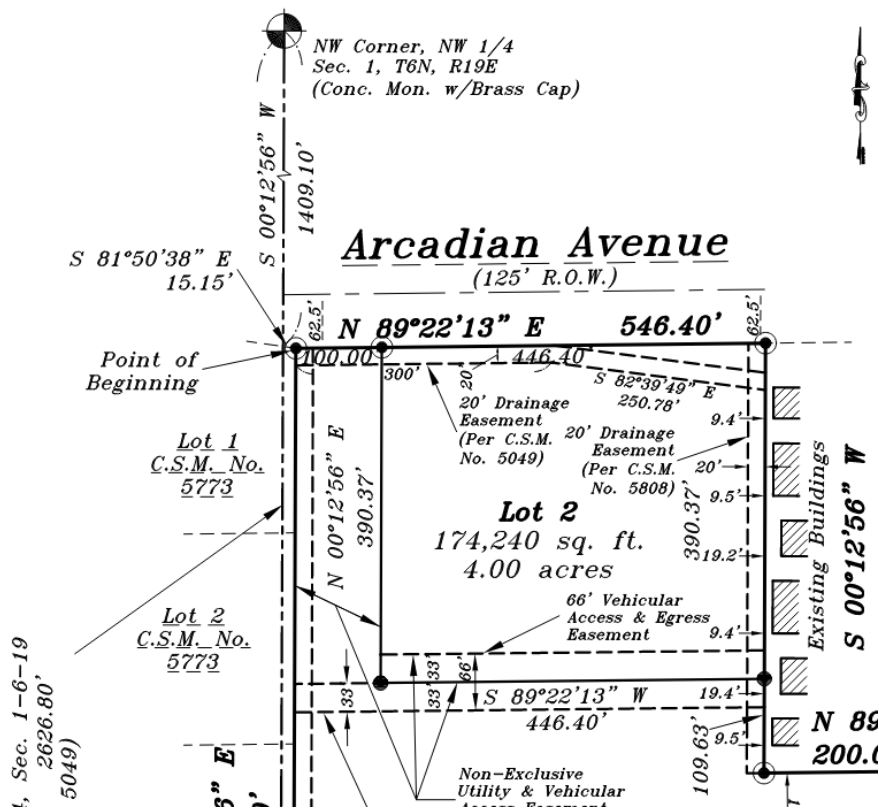 NW Corner, NW 1/4
Sec. 1, T6N, R19E
(Conc. Mon. w/Brass Cap)
S 00°12'56" W
1409.10'
S 81°50'38" E
15.15'
Arcadian Avenue
(125' R.O.W.)
62.5'
N 89°22'13" E 546.40'
62.5'
Point of
Beginning
100.00'
446.40
300'
20'
S 82°39'49" E
250.78'
20' Drainage
Easement
(Per C.S.M.
No. 5049)
20' Drainage
Easement
(Per C.S.M.
No. 5808)
9.4'
20'
9.5'
19.2'
9.4'
19.4'
9.5'
Lot 1
C.S.M. No.
5773
N 00°12'56" E
390.37'
Lot 2
174,240 sq. ft.
4.00 acres
390.37'
Existing Buildings
S 00°12'56" W
66' Vehicular
Access & Egress
Easement
Lot 2
C.S.M. No.
5773
33'
33'
33'
66'
S 89°22'13" W
446.40'
109.63'
N 89
200.0
Sec. 1-6-19
2626.80'
5049)
6" E
Non-Exclusive
Utility & Vehicular
Access Easement